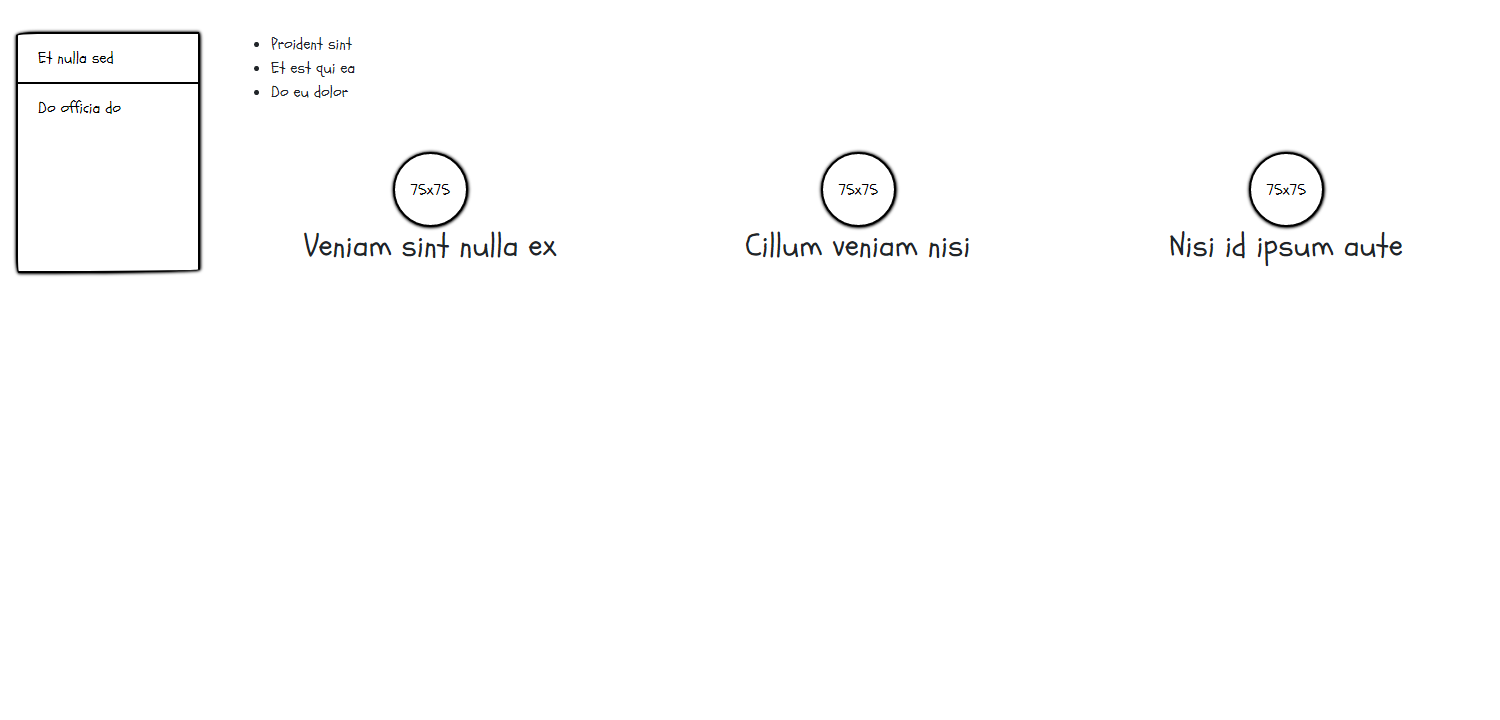 Et nulla sed
Do officia do
Proident sint
Et est qui ea
Do eu dolor
75x75
Veniam sint nulla ex
75x75
Cillum veniam nisi
75x75
Nisi id ipsum aute